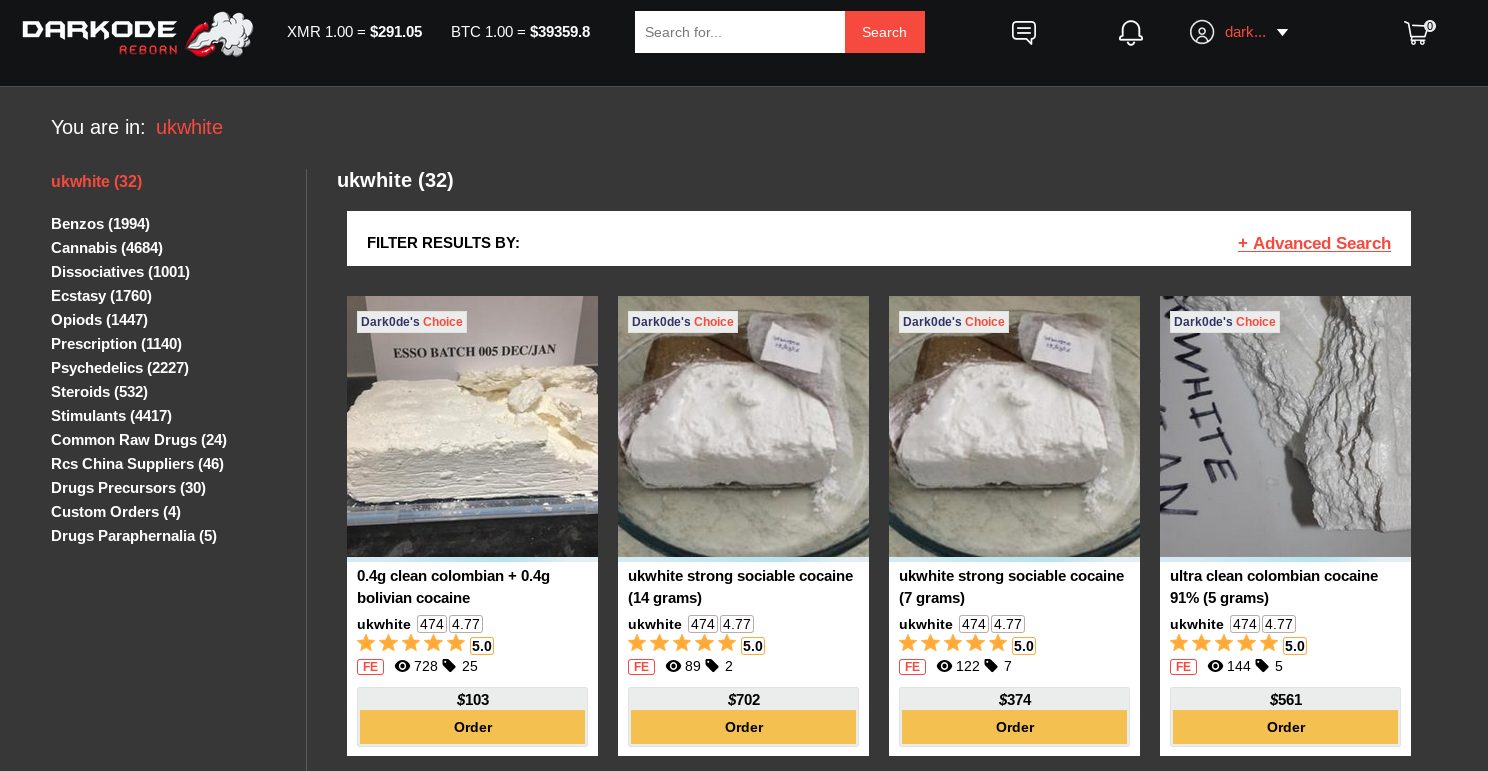 DARKODE
REBORN
XMR 1.00 = $291.05
BTC 1.00 = $39359.8
Search for...
Search
dark...
0
You are in: ukwhite
ukwhite (32)
Benzos (1994)
Cannabis (4684)
Dissociatives (1001)
Ecstasy (1760)
Opiods (1447)
Prescription (1140)
Psychedelics (2227)
Steroids (532)
Stimulants (4417)
Common Raw Drugs (24)
Rcs China Suppliers (46)
Drugs Precursors (30)
Custom Orders (4)
Drugs Paraphernalia (5)
ukwhite (32)
FILTER RESULTS BY:
+ Advanced Search
Dark0de's Choice
ESSO BATCH 005 DEC/JAN
0.4g clean colombian + 0.4g
bolivian cocaine
ukwhite 474 4.77
5.0
FE 728 25
$103
Order
Dark0de's Choice
ukwhite strong sociable cocaine
(14 grams)
ukwhite 474 4.77
5.0
FE 89 2
$702
Order
Dark0de's Choice
ukwhite strong sociable cocaine
(7 grams)
ukwhite 474 4.77
5.0
FE 122 7
$374
Order
Dark0de's Choice
ultra clean colombian cocaine
91% (5 grams)
ukwhite 474 4.77
5.0
FE 144 5
$561
Order